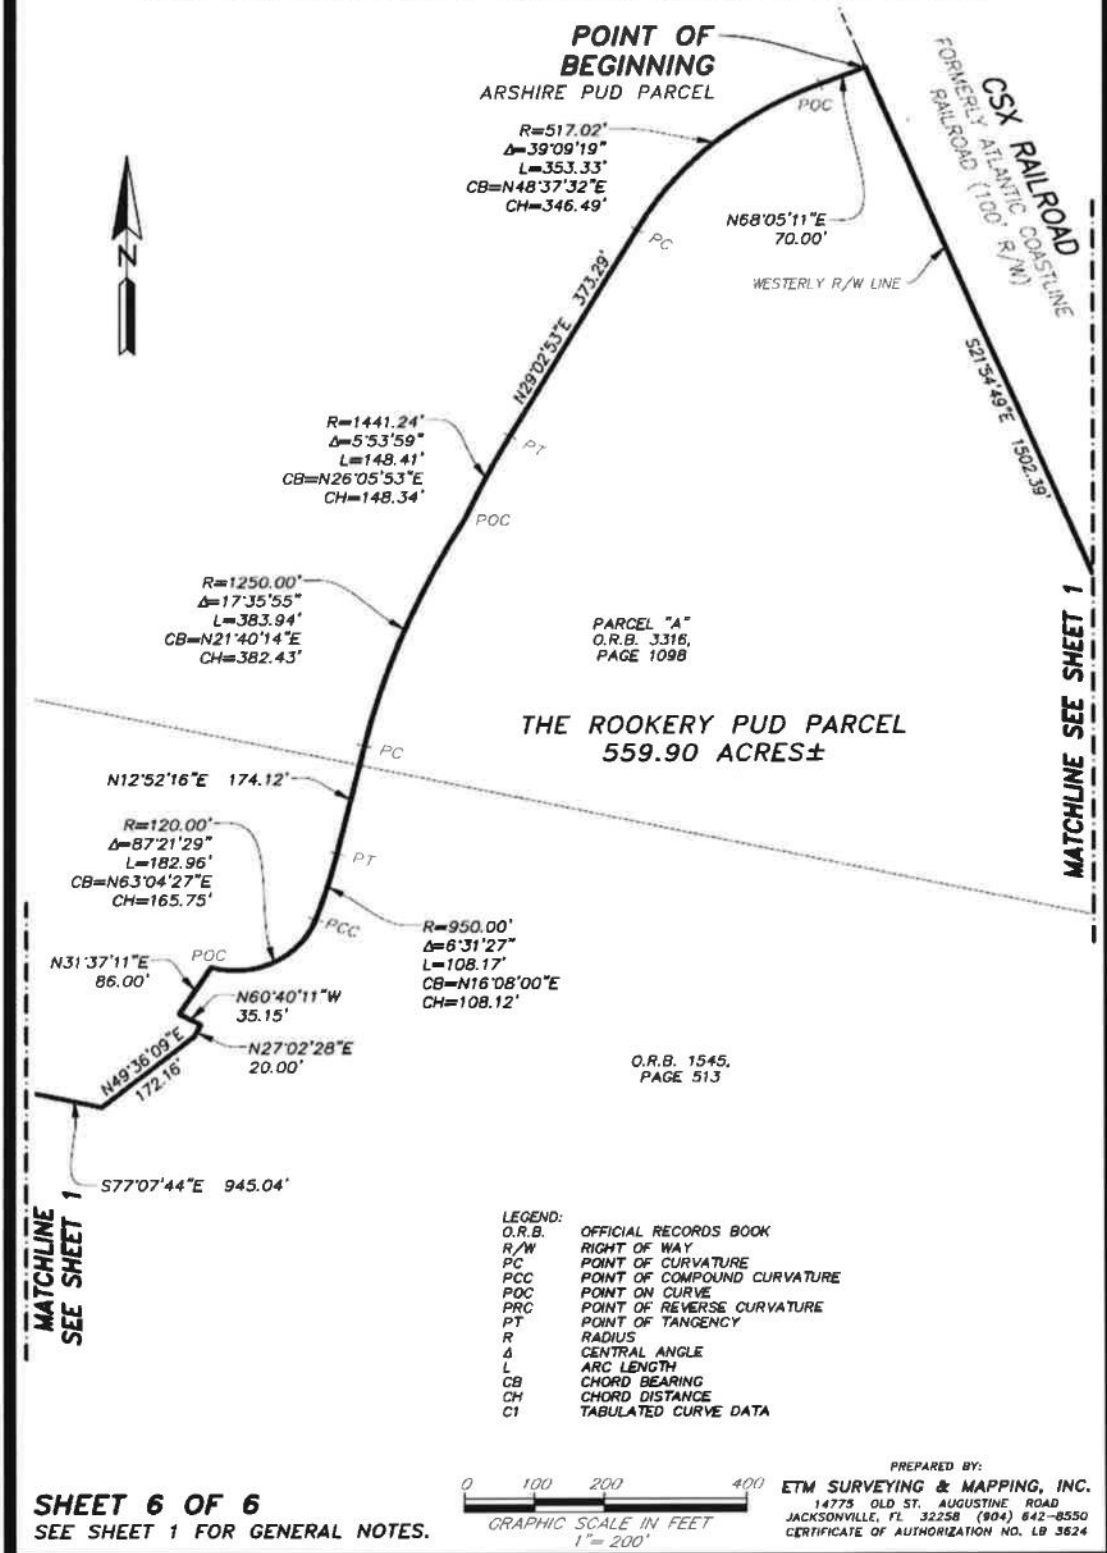 POINT OF
BEGINNING
ARSHIRE PUD PARCEL
POC
CSX RAILROAD
FORMERLY ATLANTIC COASTLINE
RAILROAD (100' R/W)
R=517.02'
Δ=39°09'19"
L=353.33'
CB=N48°37'32"E
CH=346.49'
N68°05'11"E
70.00'
PC
WESTERLY R/W LINE
N
N29°02'53"E 373.29'
S21°54'49"E 1502.39'
R=1441.24'
Δ=5°53'59"
L=148.41'
CB=N26°05'53"E
CH=148.34'
PT
POC
R=1250.00'
Δ=17°35'55"
L=383.94'
CB=N21°40'14"E
CH=382.43'
PARCEL "A"
O.R.B. 3316,
PAGE 1098
MATCHLINE SEE SHEET 1
THE ROOKERY PUD PARCEL
559.90 ACRES±
PC
N12°52'16"E 174.12'
R=120.00'
Δ=87°21'29"
L=182.96'
CB=N63°04'27"E
CH=165.75'
PT
PCC
R=950.00'
Δ=6°31'27"
L=108.17'
CB=N16°08'00"E
CH=108.12'
POC
N31°37'11"E
86.00'
N60°40'11"W
35.15'
N27°02'28"E
20.00'
N49°36'09"E
172.16'
O.R.B. 1545,
PAGE 513
S77°07'44"E 945.04'
MATCHLINE
SEE SHEET 1
LEGEND:
O.R.B. OFFICIAL RECORDS BOOK
R/W RIGHT OF WAY
PC POINT OF CURVATURE
PCC POINT OF COMPOUND CURVATURE
POC POINT ON CURVE
PRC POINT OF REVERSE CURVATURE
PT POINT OF TANGENCY
R RADIUS
Δ CENTRAL ANGLE
L ARC LENGTH
CB CHORD BEARING
CH CHORD DISTANCE
C1 TABULATED CURVE DATA
0 100 200 400
GRAPHIC SCALE IN FEET
1"= 200'
SHEET 6 OF 6
SEE SHEET 1 FOR GENERAL NOTES.
PREPARED BY:
ETM SURVEYING & MAPPING, INC.
14775 OLD ST. AUGUSTINE ROAD
JACKSONVILLE, FL 32258 (904) 642-8550
CERTIFICATE OF AUTHORIZATION NO. LB 3624